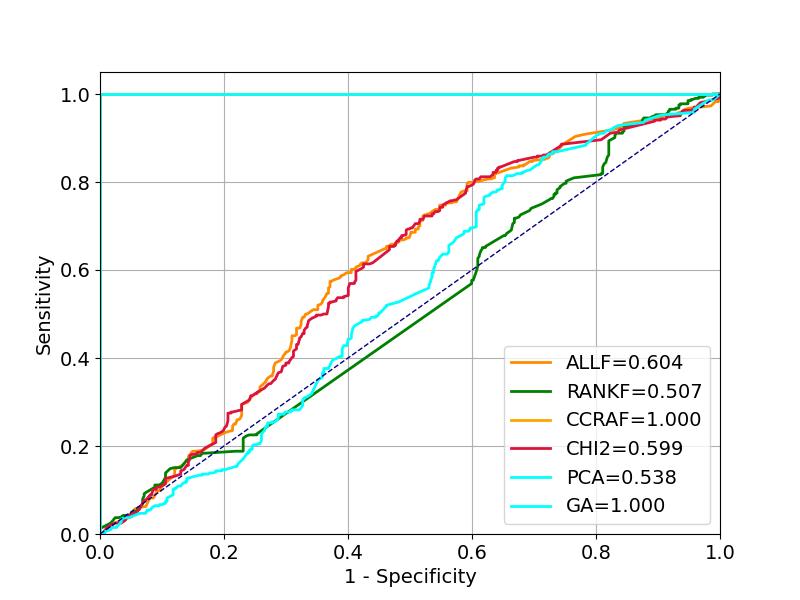 1.0
0.8
0.6
0.4
0.2
0.0
Sensitivity
ALLF=0.604
RANKF=0.507
CCRAF=1.000
CHI2=0.599
PCA=0.538
GA=1.000
0.0 0.2 0.4 0.6 0.8 1.0
1 - Specificity